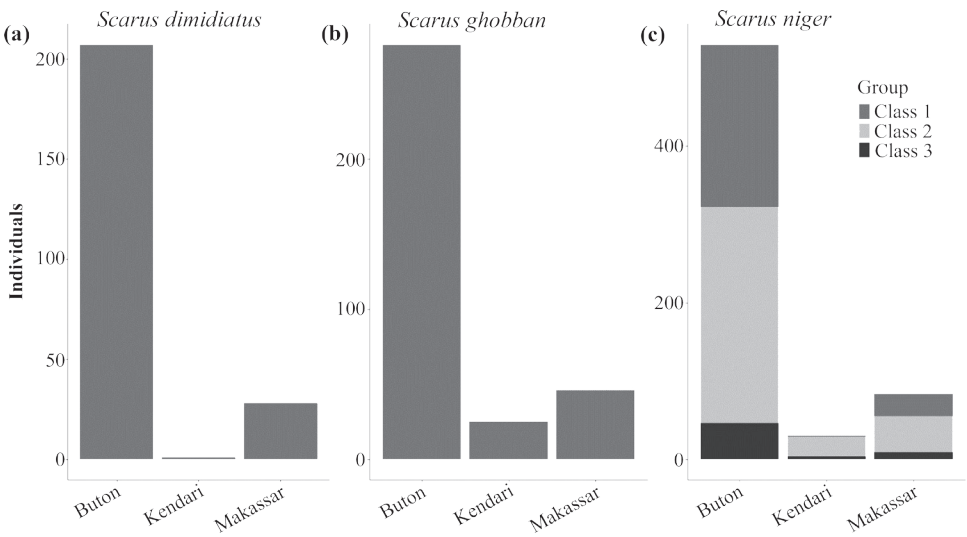 (a)
Scarus dimidiatus
(b)
Scarus ghobban
(c)
Scarus niger
Individuals
200
150
100
50
0
Buton
Kendari
Makassar
200
100
0
Buton
Kendari
Makassar
400
200
0
Buton
Kendari
Makassar
Group
Class 1
Class 2
Class 3